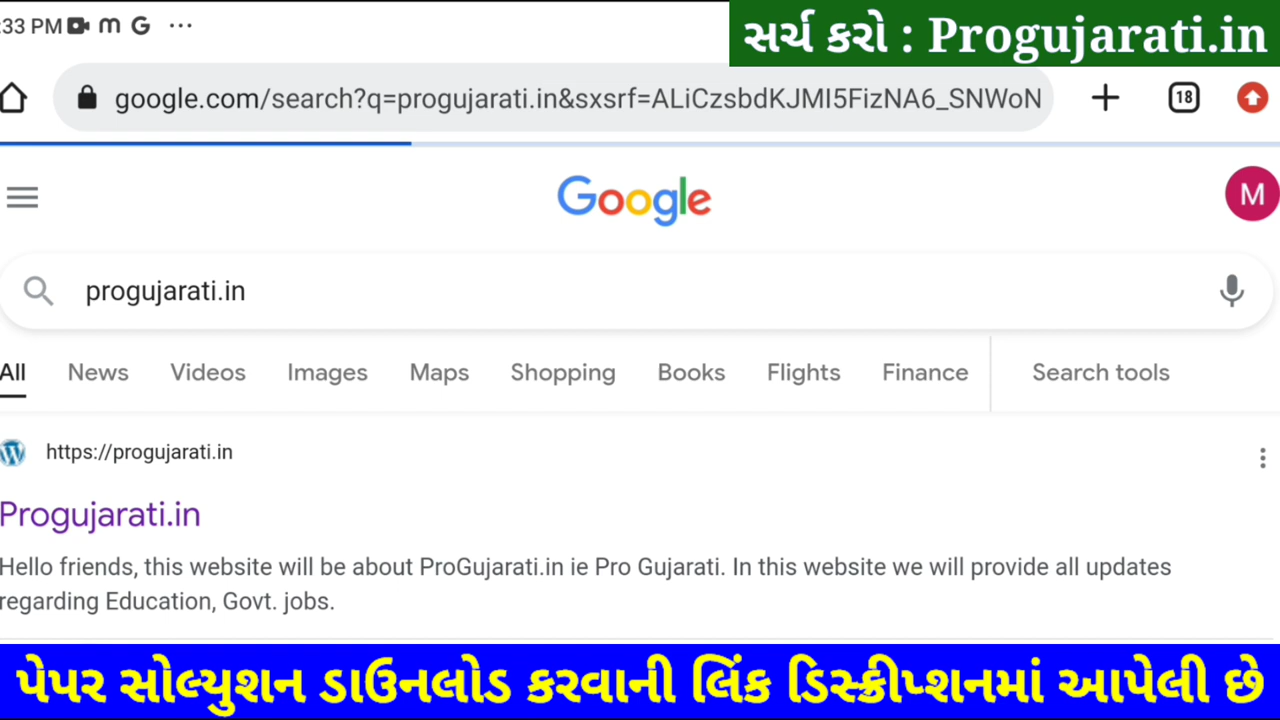 :33 PM
સર્ચ કરો : Progujarati.in
google.com/search?q=progujarati.in&sxsrf=ALiCzsbdKJMI5FizNA6_SNWoN
18
Google
M
progujarati.in
All News Videos Images Maps Shopping Books Flights Finance Search tools
https://progujarati.in
Progujarati.in
Hello friends, this website will be about ProGujarati.in ie Pro Gujarati. In this website we will provide all updates
regarding Education, Govt. jobs.
પેપર સોલ્યુશન ડાઉનલોડ કરવાની લિંક ડિસ્ક્રીપ્શનમાં આપેલી છે